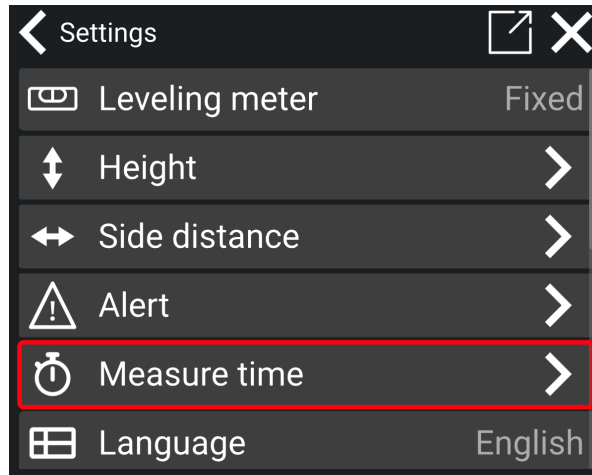 Settings
Leveling meter Fixed
Height
Side distance
Alert
Measure time
Language English